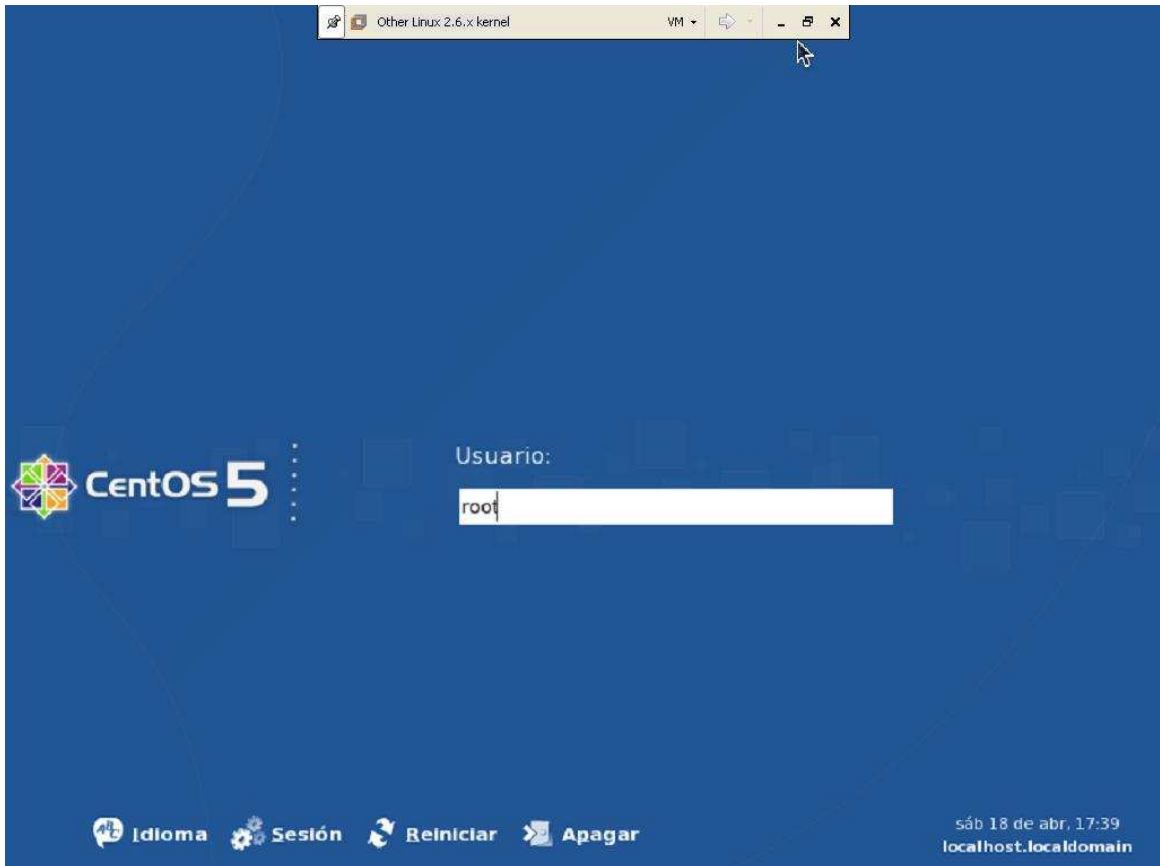 Other Linux 2.6.x kernel VM
Usuario:
CentOS 5
root
Idioma Sesión Reiniciar Apagar
sáb 18 de abr, 17:39
localhost.localdomain